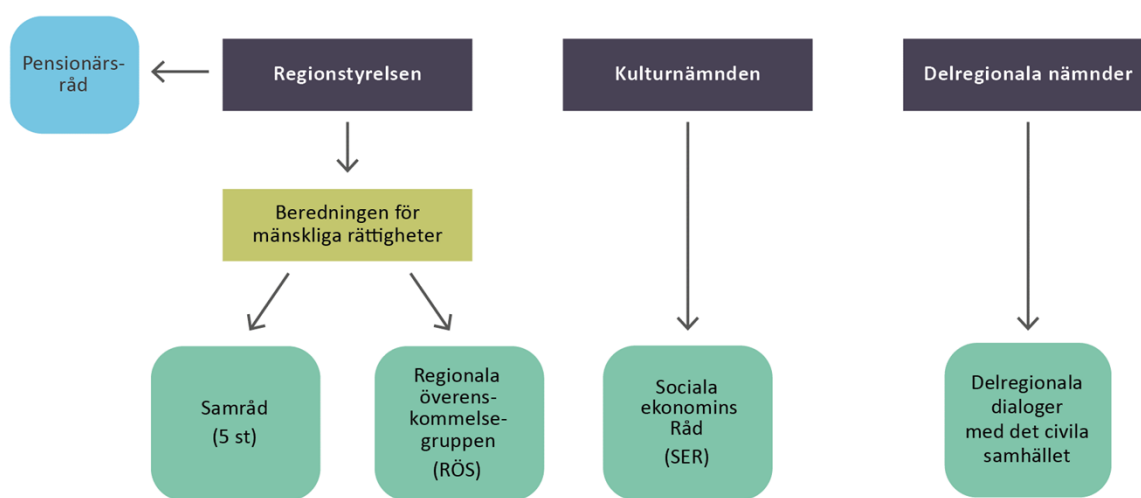 Pensionärs-
råd
Regionstyrelsen
Kulturnämnden
Delregionala nämnder
Beredningen för
mänskliga rättigheter
Samråd
(5 st)
Regionala
överens-
kommelse-
gruppen
(RÖS)
Sociala
ekonomins
Råd
(SER)
Delregionala
dialoger
med det civila
samhället